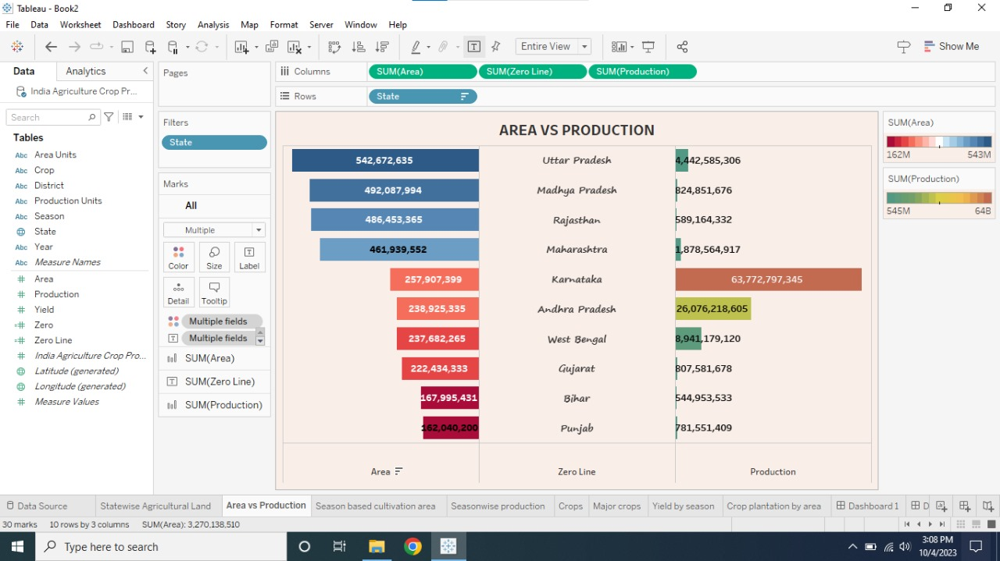 Tableau - Book2
File Data Worksheet Dashboard Story Analysis Map Format Server Window Help
Entire View
Show Me
Data Analytics
India Agriculture Crop Pr...
Search
Tables
Abc Area Units
Abc Crop
Abc District
Abc Production Units
Abc Season
State
Abc Year
Abc Measure Names
Area
Production
Yield
Zero
Zero Line
India Agriculture Crop Pro...
Latitude (generated)
Longitude (generated)
Measure Values
Pages
Filters
State
Marks
All
Multiple
Color Size Label
Detail Tooltip
Multiple fields
Multiple fields
SUM(Area)
SUM(Zero Line)
SUM(Production)
Columns SUM(Area) SUM(Zero Line) SUM(Production)
Rows State
AREA VS PRODUCTION
542,672,635 Uttar Pradesh 4,442,585,306
492,087,994 Madhya Pradesh 824,851,676
486,453,365 Rajasthan 589,164,332
461,939,552 Maharashtra 1,878,564,917
257,907,399 Karnataka 63,772,797,345
238,925,335 Andhra Pradesh 26,076,218,605
237,682,265 West Bengal 8,941,179,120
222,434,333 Gujarat 807,581,678
167,995,431 Bihar 544,953,533
162,040,200 Punjab 781,551,409
Area Zero Line Production
SUM(Area)
162M 543M
SUM(Production)
545M 64B
Data Source Statewise Agricultural Land Area vs Production Season based cultivation area Seasonwise production Crops Major crops Yield by season Crop plantation by area Dashboard 1 D
30 marks 10 rows by 3 columns SUM(Area): 3,270,138,510
Type here to search
3:08 PM
10/4/2023